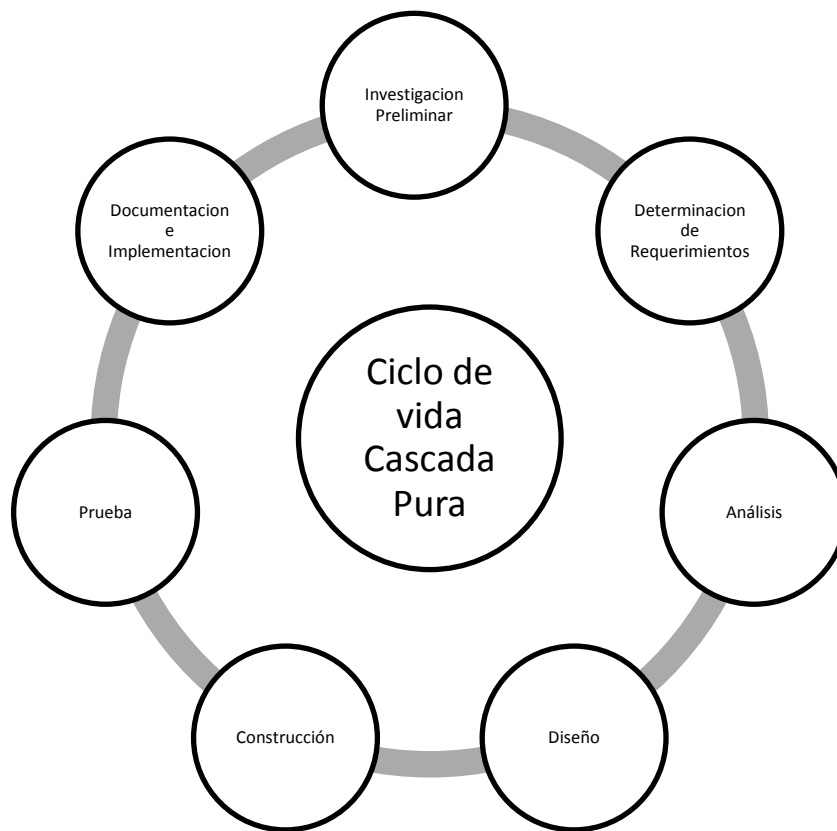 Investigacion
Preliminar
Determinacion
de
Requerimientos
Análisis
Diseño
Construcción
Prueba
Documentacion
e
Implementacion
Ciclo de
vida
Cascada
Pura